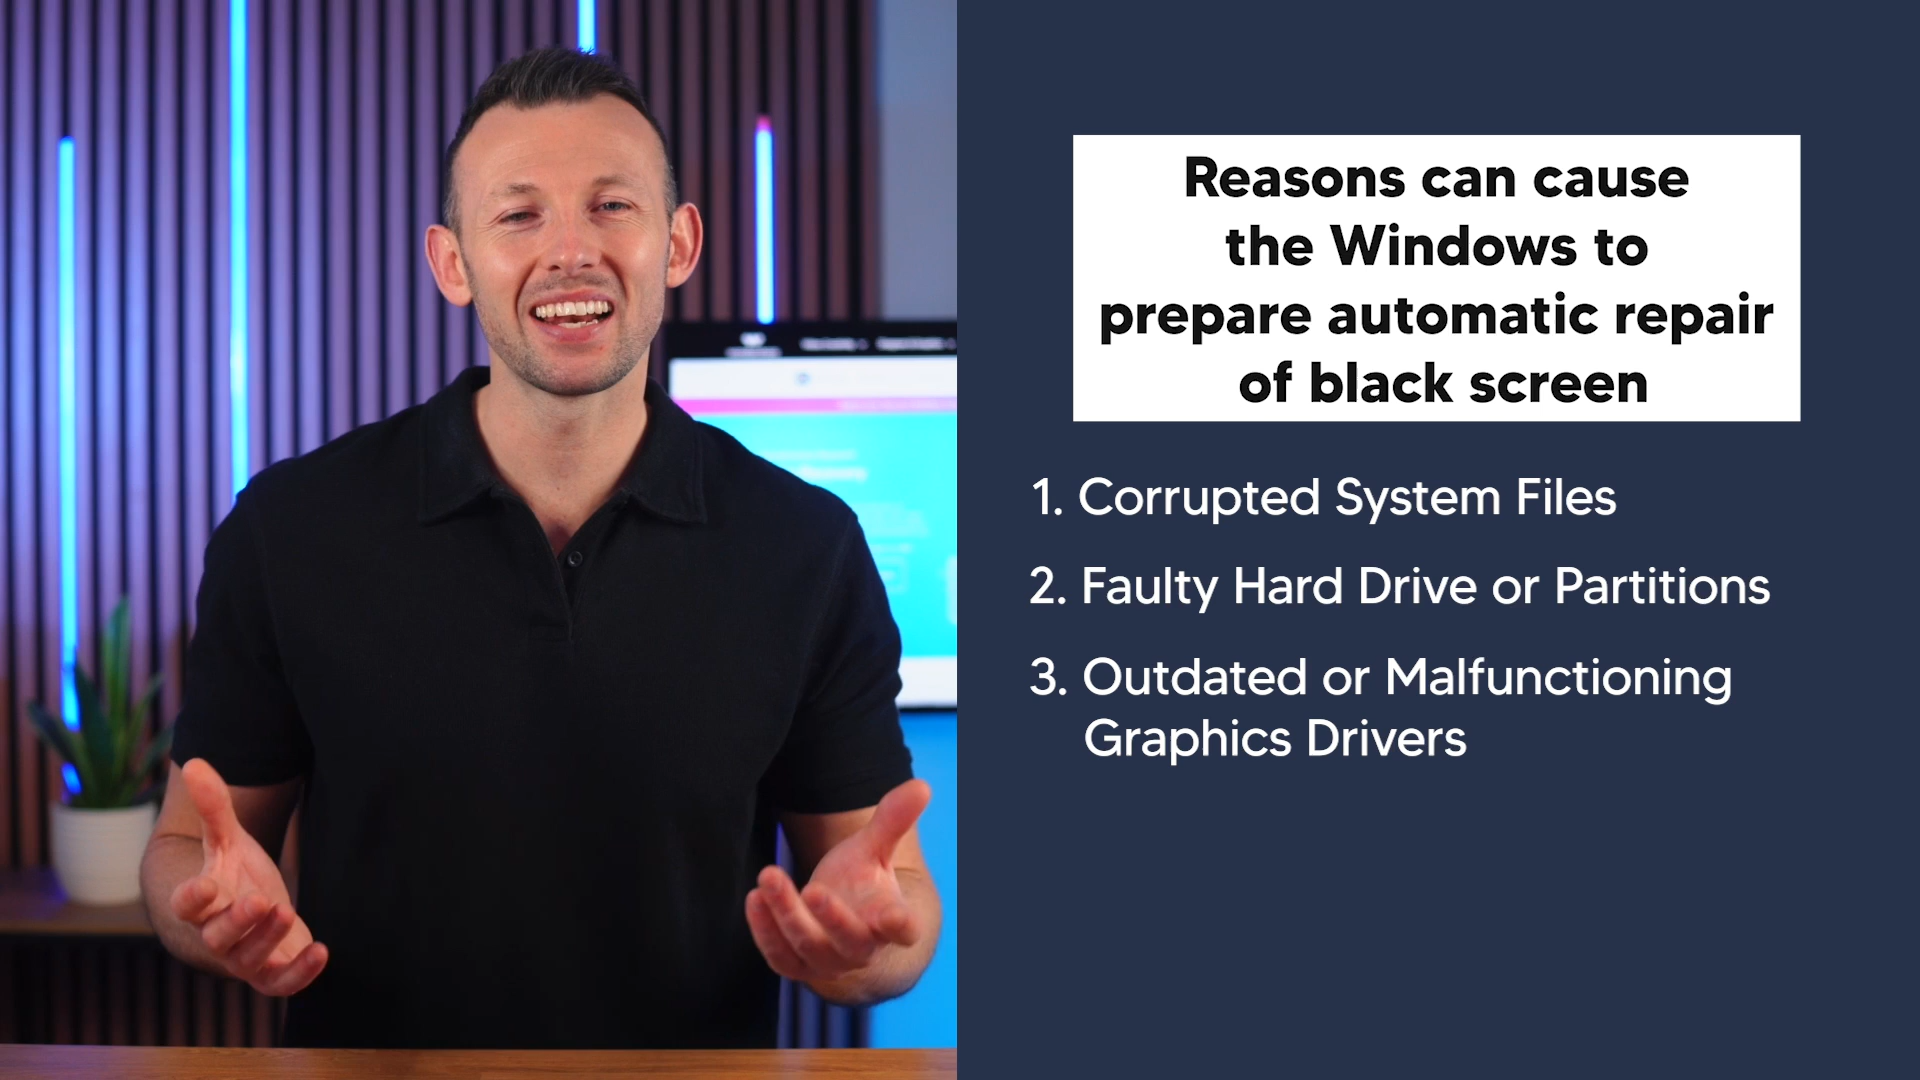 Reasons can cause
the Windows to
prepare automatic repair
of black screen
1. Corrupted System Files
2. Faulty Hard Drive or Partitions
3. Outdated or Malfunctioning
Graphics Drivers